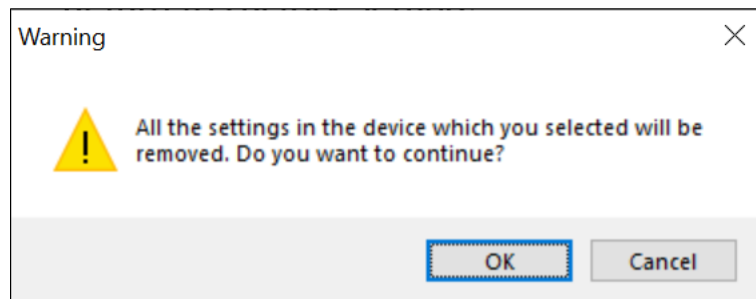 Warning
All the settings in the device which you selected will be
removed. Do you want to continue?
OK
Cancel